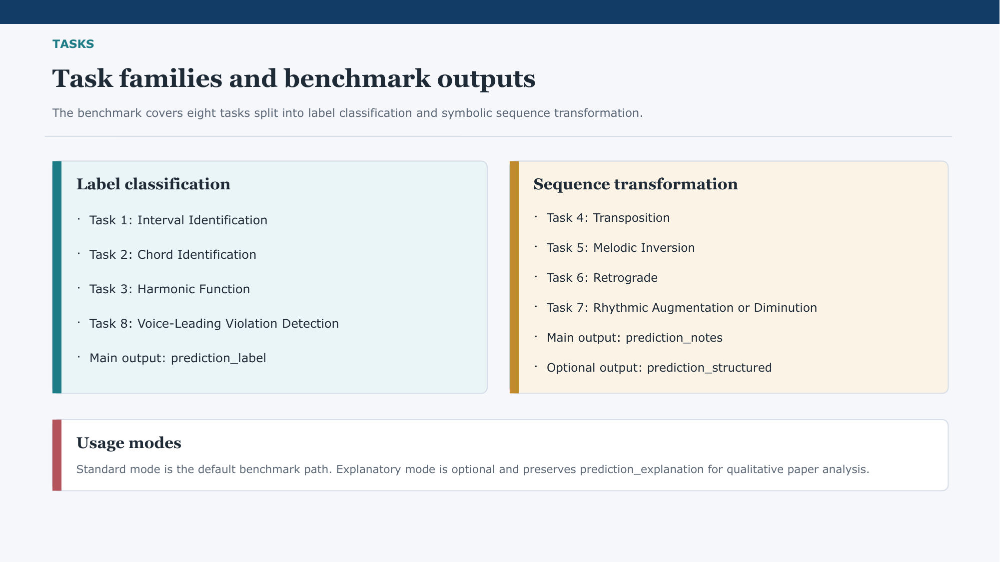 TASKS
Task families and benchmark outputs
The benchmark covers eight tasks split into label classification and symbolic sequence transformation.
Label classification
· Task 1: Interval Identification
· Task 2: Chord Identification
· Task 3: Harmonic Function
· Task 8: Voice-Leading Violation Detection
· Main output: prediction_label
Sequence transformation
· Task 4: Transposition
· Task 5: Melodic Inversion
· Task 6: Retrograde
· Task 7: Rhythmic Augmentation or Diminution
· Main output: prediction_notes
· Optional output: prediction_structured
Usage modes
Standard mode is the default benchmark path. Explanatory mode is optional and preserves prediction_explanation for qualitative paper analysis.